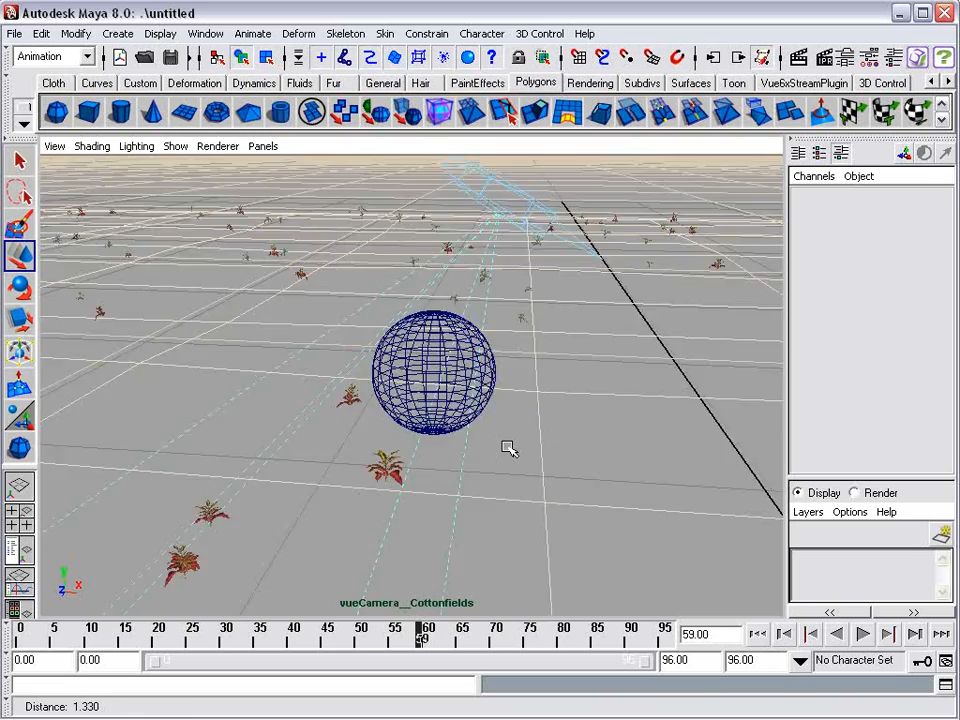 Autodesk Maya 8.0: .\untitled
File Edit Modify Create Display Window Animate Deform Skeleton Skin Constrain Character 3D Control Help
Animation
Cloth Curves Custom Deformation Dynamics Fluids Fur General Hair PaintEffects Polygons Rendering Subdivs Surfaces Toon Vue6xStreamPlugin 3D Control
View Shading Lighting Show Renderer Panels
Channels Object
Display Render
Layers Options Help
y
x
z
vueCamera__Cottonfields
<< >>
0 5 10 15 20 25 30 35 40 45 50 55 60 65 70 75 80 85 90 95
59
59.00
0.00 0.00 0 96 96.00 96.00 No Character Set
Distance: 1.330